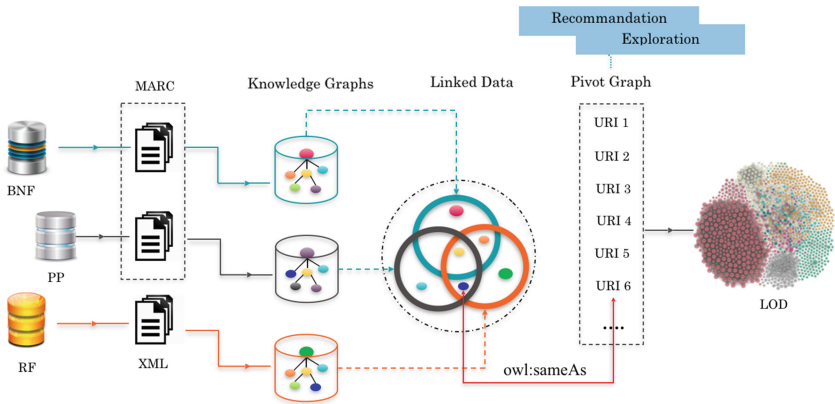 Recommandation
Exploration
MARC
Knowledge Graphs
Linked Data
Pivot Graph
BNF
PP
RF
XML
URI 1
URI 2
URI 3
URI 4
URI 5
URI 6
....
LOD
owl:sameAs